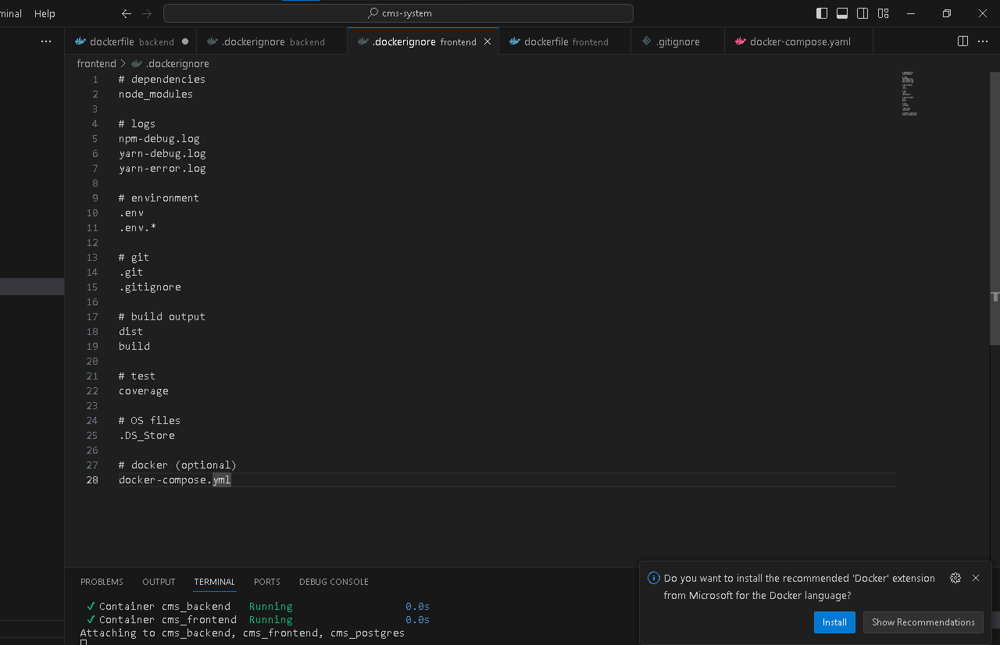 minal Help
cms-system
dockerfile backend
.dockerignore backend
.dockerignore frontend
dockerfile frontend
.gitignore
docker-compose.yaml
frontend > .dockerignore
1 # dependencies
2 node_modules
3
4 # logs
5 npm-debug.log
6 yarn-debug.log
7 yarn-error.log
8
9 # environment
10 .env
11 .env.*
12
13 # git
14 .git
15 .gitignore
16
17 # build output
18 dist
19 build
20
21 # test
22 coverage
23
24 # OS files
25 .DS_Store
26
27 # docker (optional)
28 docker-compose.yml
PROBLEMS OUTPUT TERMINAL PORTS DEBUG CONSOLE
✓ Container cms_backend Running 0.0s
✓ Container cms_frontend Running 0.0s
Attaching to cms_backend, cms_frontend, cms_postgres
Do you want to install the recommended 'Docker' extension
from Microsoft for the Docker language?
Install
Show Recommendations